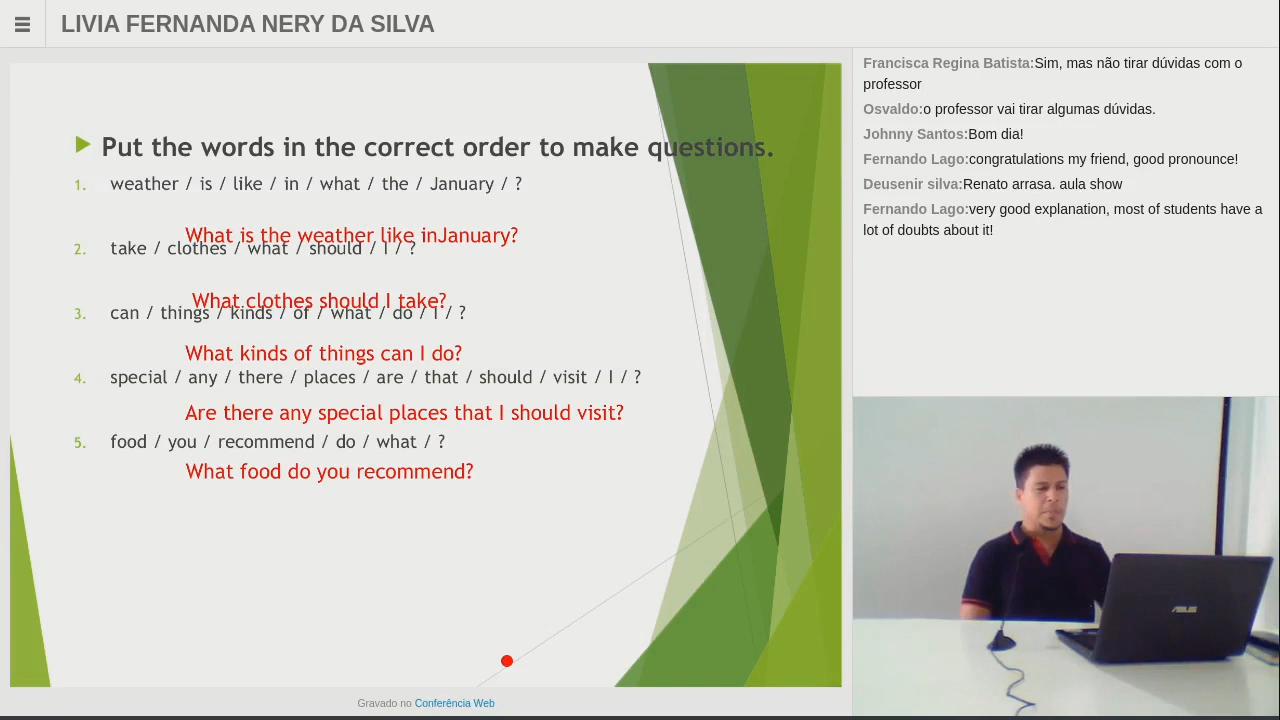 LIVIA FERNANDA NERY DA SILVA
Put the words in the correct order to make questions.
1. weather / is / like / in / what / the / January / ?
What is the weather like inJanuary?
2. take / clothes / what / should / I / ?
What clothes should I take?
3. can / things / kinds / of / what / do / I / ?
What kinds of things can I do?
4. special / any / there / places / are / that / should / visit / I / ?
Are there any special places that I should visit?
5. food / you / recommend / do / what / ?
What food do you recommend?
Gravado no Conferência Web
Francisca Regina Batista:Sim, mas não tirar dúvidas com o
professor
Osvaldo:o professor vai tirar algumas dúvidas.
Johnny Santos:Bom dia!
Fernando Lago:congratulations my friend, good pronounce!
Deusenir silva:Renato arrasa. aula show
Fernando Lago:very good explanation, most of students have a
lot of doubts about it!
ASUS